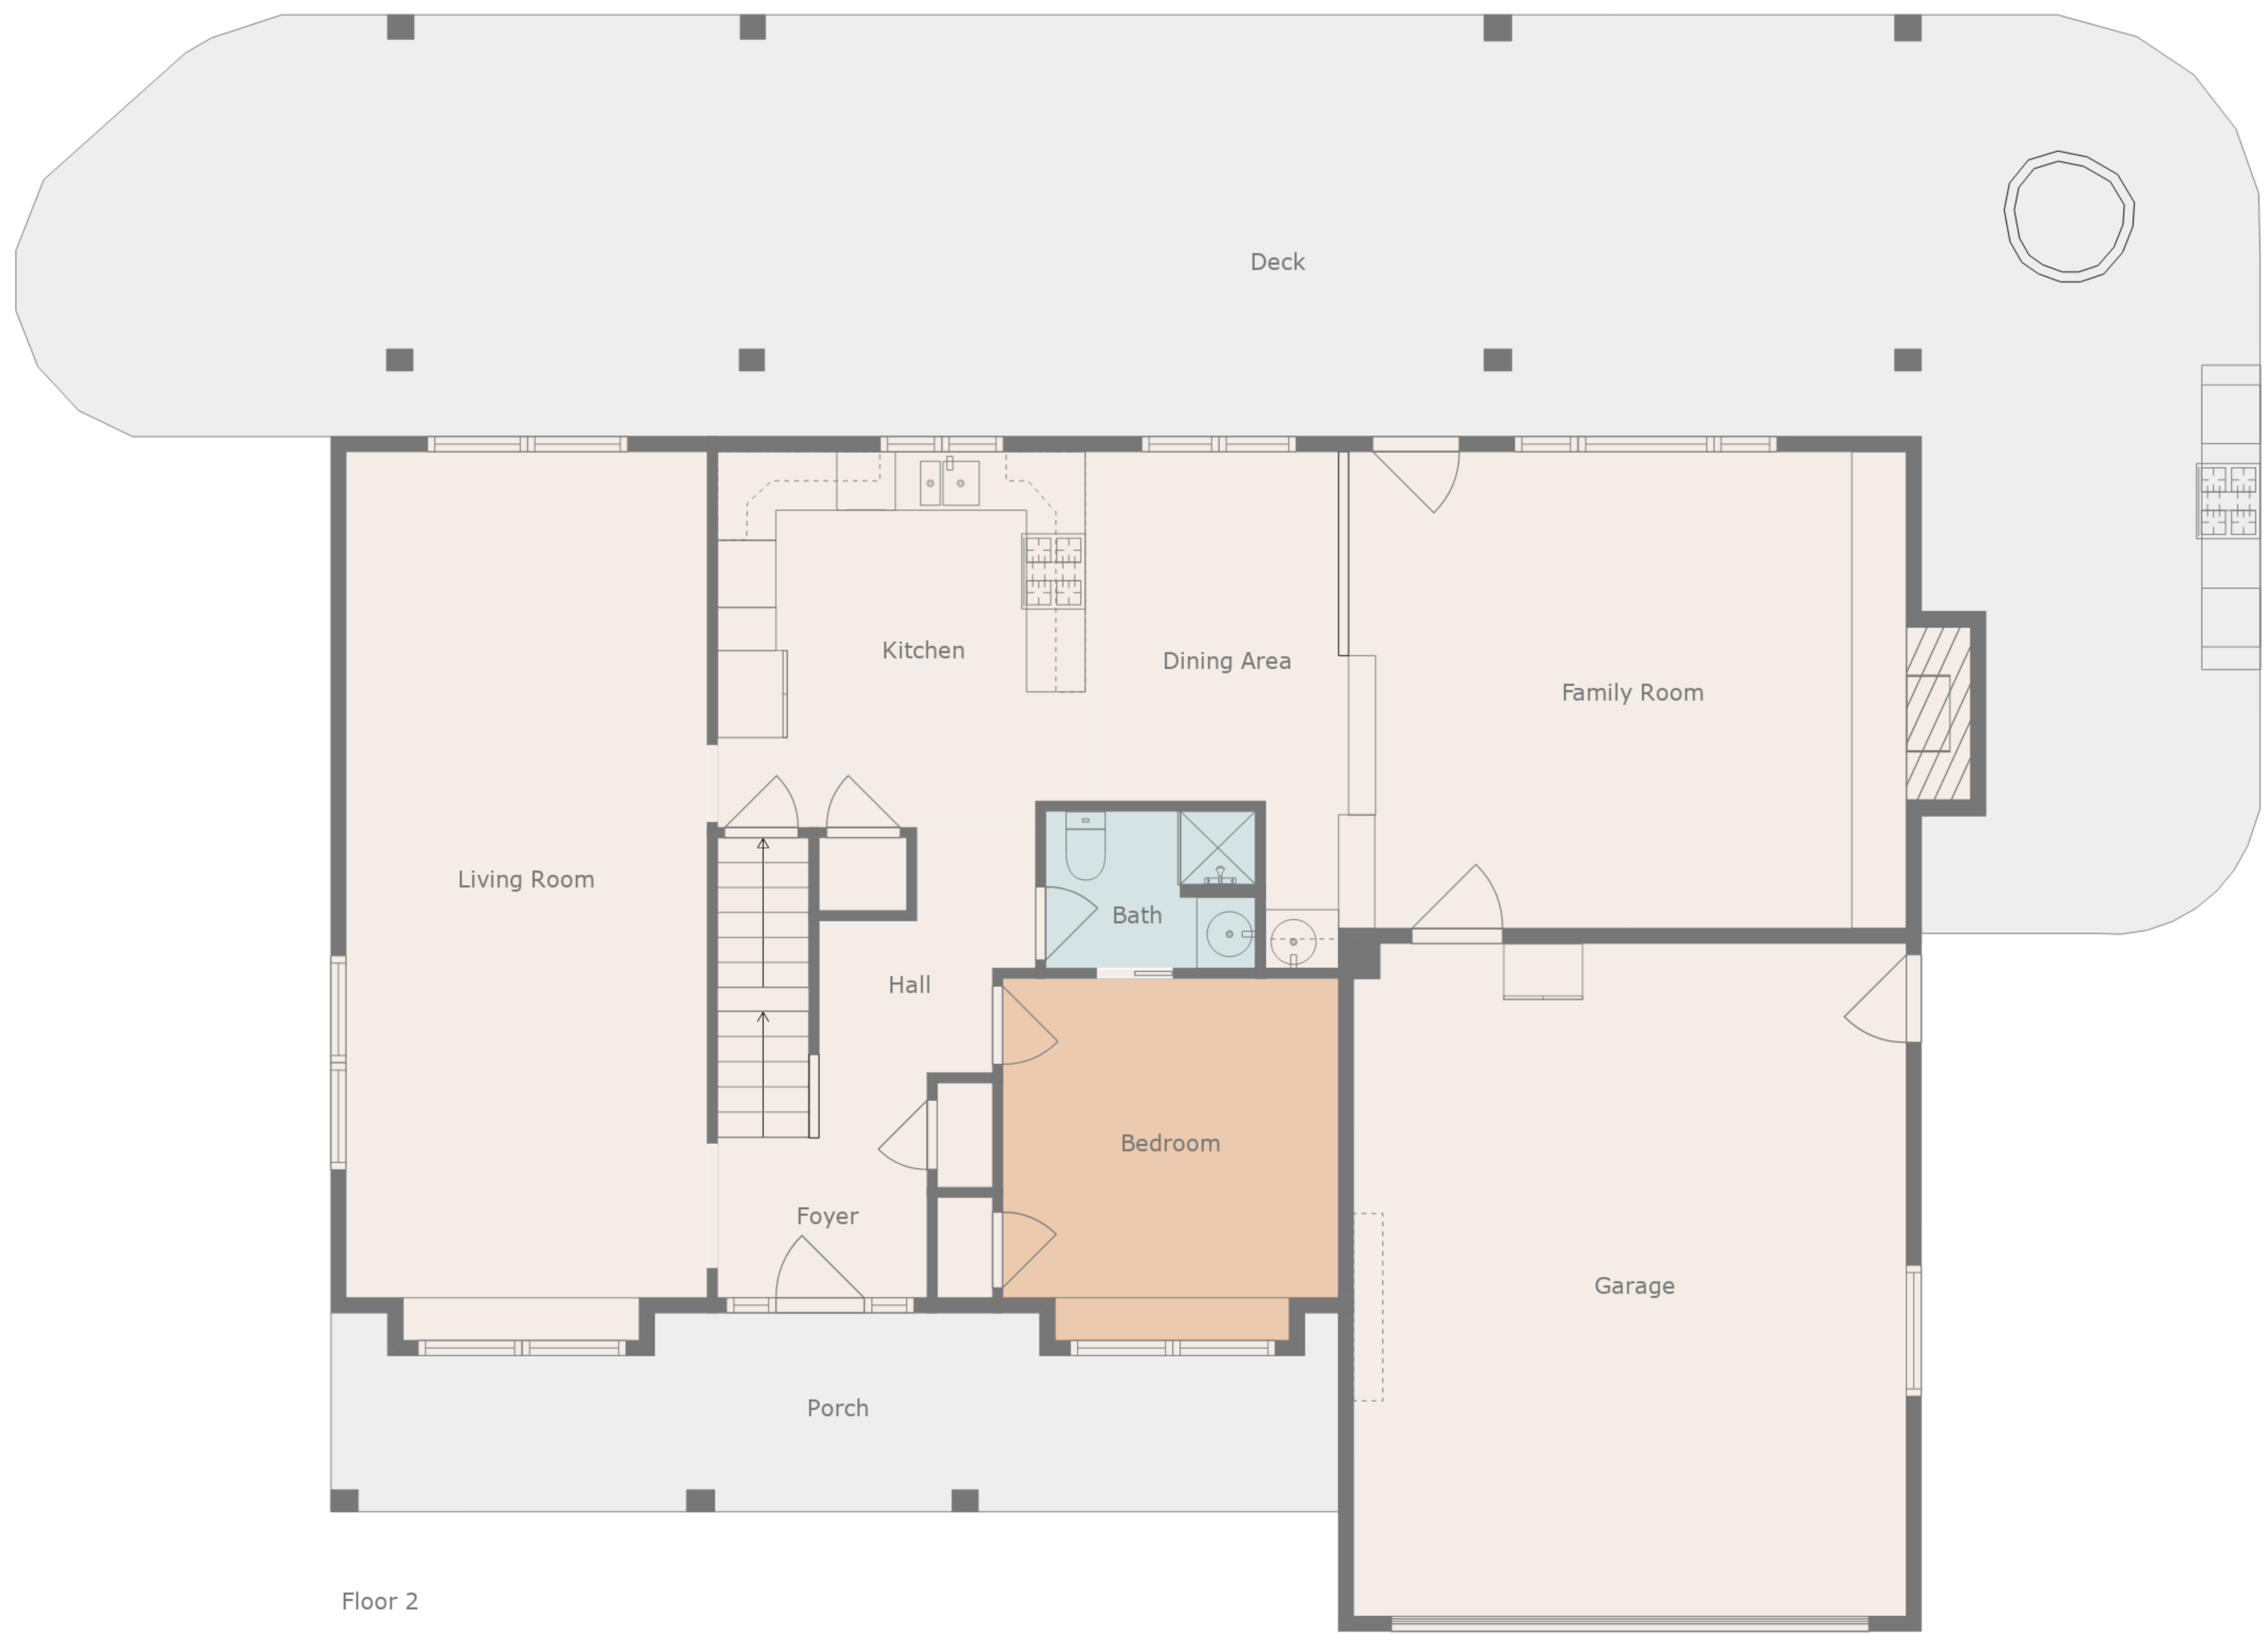 Deck
Kitchen
Dining Area
Family Room
Living Room
Bath
Hall
Bedroom
Foyer
Garage
Porch
Floor 2